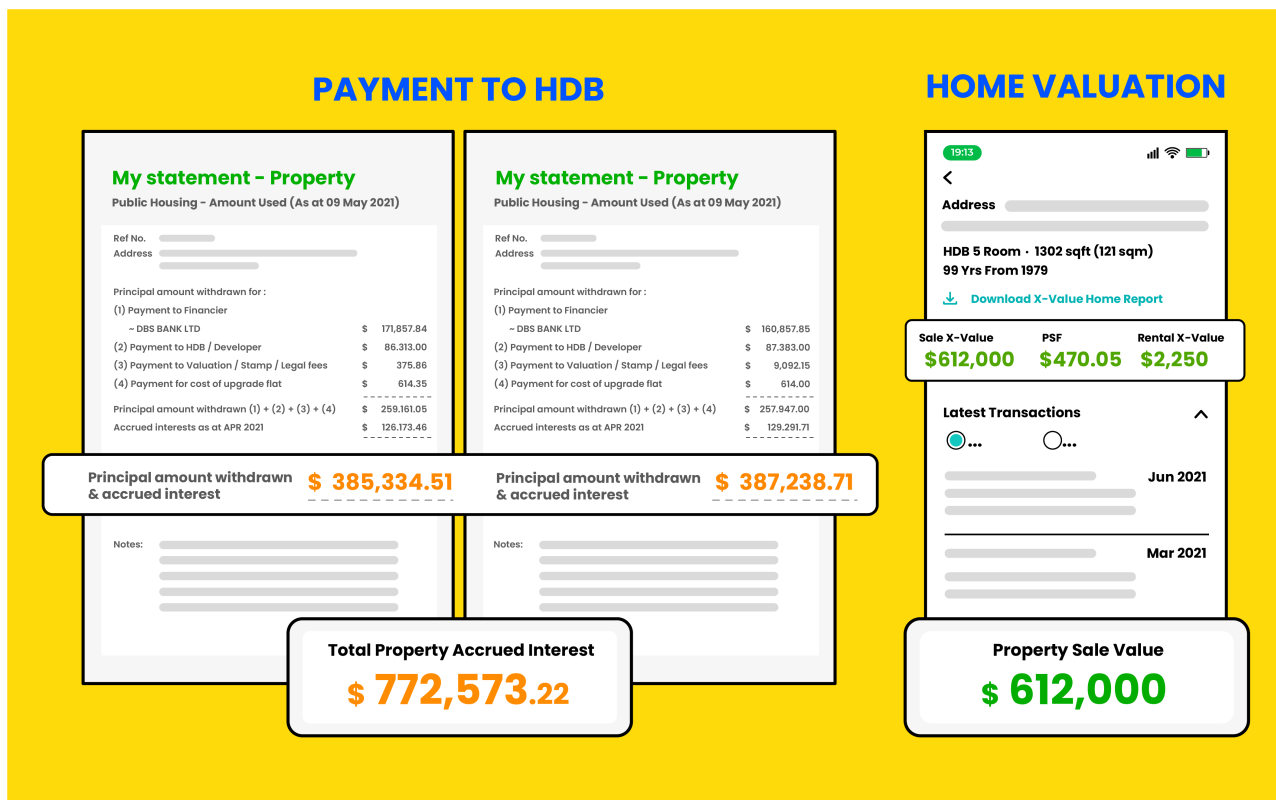 PAYMENT TO HDB
My statement - Property
Public Housing - Amount Used (As at 09 May 2021)
Ref No.
Address
Principal amount withdrawn for :
(1) Payment to Financier
~ DBS BANK LTD $ 171,857.84
(2) Payment to HDB / Developer $ 86.313.00
(3) Payment to Valuation / Stamp / Legal fees $ 375.86
(4) Payment for cost of upgrade flat $ 614.35
Principal amount withdrawn (1) + (2) + (3) + (4) $ 259.161.05
Accrued interests as at APR 2021 $ 126.173.46
Principal amount withdrawn
& accrued interest
$ 385,334.51
Notes:
My statement - Property
Public Housing - Amount Used (As at 09 May 2021)
Ref No.
Address
Principal amount withdrawn for :
(1) Payment to Financier
~ DBS BANK LTD $ 160,857.85
(2) Payment to HDB / Developer $ 87.383.00
(3) Payment to Valuation / Stamp / Legal fees $ 9,092.15
(4) Payment for cost of upgrade flat $ 614.00
Principal amount withdrawn (1) + (2) + (3) + (4) $ 257.947.00
Accrued interests as at APR 2021 $ 129.291.71
Principal amount withdrawn
& accrued interest
$ 387,238.71
Notes:
Total Property Accrued Interest
$ 772,573.22
HOME VALUATION
19:13
Address
HDB 5 Room · 1302 sqft (121 sqm)
99 Yrs From 1979
Download X-Value Home Report
Sale X-Value PSF Rental X-Value
$612,000 $470.05 $2,250
Latest Transactions
... ...
Jun 2021
Mar 2021
Property Sale Value
$ 612,000